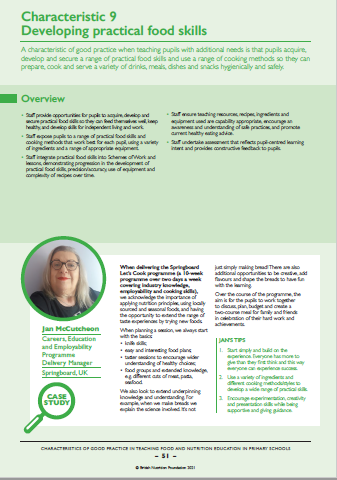 Characteristic 9
Developing practical food skills
A characteristic of good practice when teaching pupils with additional needs is that pupils acquire,
develop and secure a range of practical food skills and use a range of cooking methods so they can
prepare, cook and serve a variety of drinks, meals, dishes and snacks hygienically and safely.
Overview
• Staff provide opportunities for pupils to acquire, develop and
secure practical food skills so they can feed themselves well, keep
healthy, and develop skills for independent living and work.
• Staff expose pupils to a range of practical food skills and
cooking methods that work best for each pupil, using a variety
of ingredients and a range of appropriate equipment.
• Staff integrate practical food skills into Schemes of Work and
lessons, demonstrating progression in the development of
practical food skills, precision/accuracy, use of equipment and
complexity of recipes over time.
• Staff ensure teaching resources, recipes, ingredients and
equipment used are capability appropriate, encourage an
awareness and understanding of safe practices, and promote
current healthy eating advice.
• Staff undertake assessment that reflects pupil-centred learning
intent and provides constructive feedback to pupils.
Jan McCutcheon
Careers, Education
and Employability
Programme
Delivery Manager
Springboard, UK
CASE
STUDY
When delivering the Springboard
Let's Cook programme (a 10-week
programme over two days a week
covering industry knowledge,
employability and cooking skills),
we acknowledge the importance of
applying nutrition principles, using locally
sourced and seasonal foods, and having
the opportunity to extend the range of
taste experiences by trying new foods.
When planning a session, we always start
with the basics:
• knife skills;
• easy and interesting food plans;
• taster sessions to encourage wider
understanding of healthy choices;
• food groups and extended knowledge,
e.g. different cuts of meat, pasta,
seafood.
We also look to extend underpinning
knowledge and understanding. For
example, when we make breads we
explain the science involved. It's not
just simply making bread! There are also
additional opportunities to be creative, add
flavours and shape the breads to have fun
with the learning.
Over the course of the programme, the
aim is for the pupils to work together
to discuss, plan, budget and create a
two-course meal for family and friends
in celebration of their hard work and
achievements.
JAN'S TIPS
1. Start simply and build on the
experience. Everyone has more to
give than they first think and this way
everyone can experience success.
2. Use a variety of ingredients and
different cooking methods/styles to
develop a wide range of practical skills.
3. Encourage experimentation, creativity
and presentation skills while being
supportive and giving guidance.
CHARACTERISTICS OF GOOD PRACTICE IN TEACHING FOOD AND NUTRITION EDUCATION IN PRIMARY SCHOOLS
– 51 –
© British Nutrition Foundation 2021